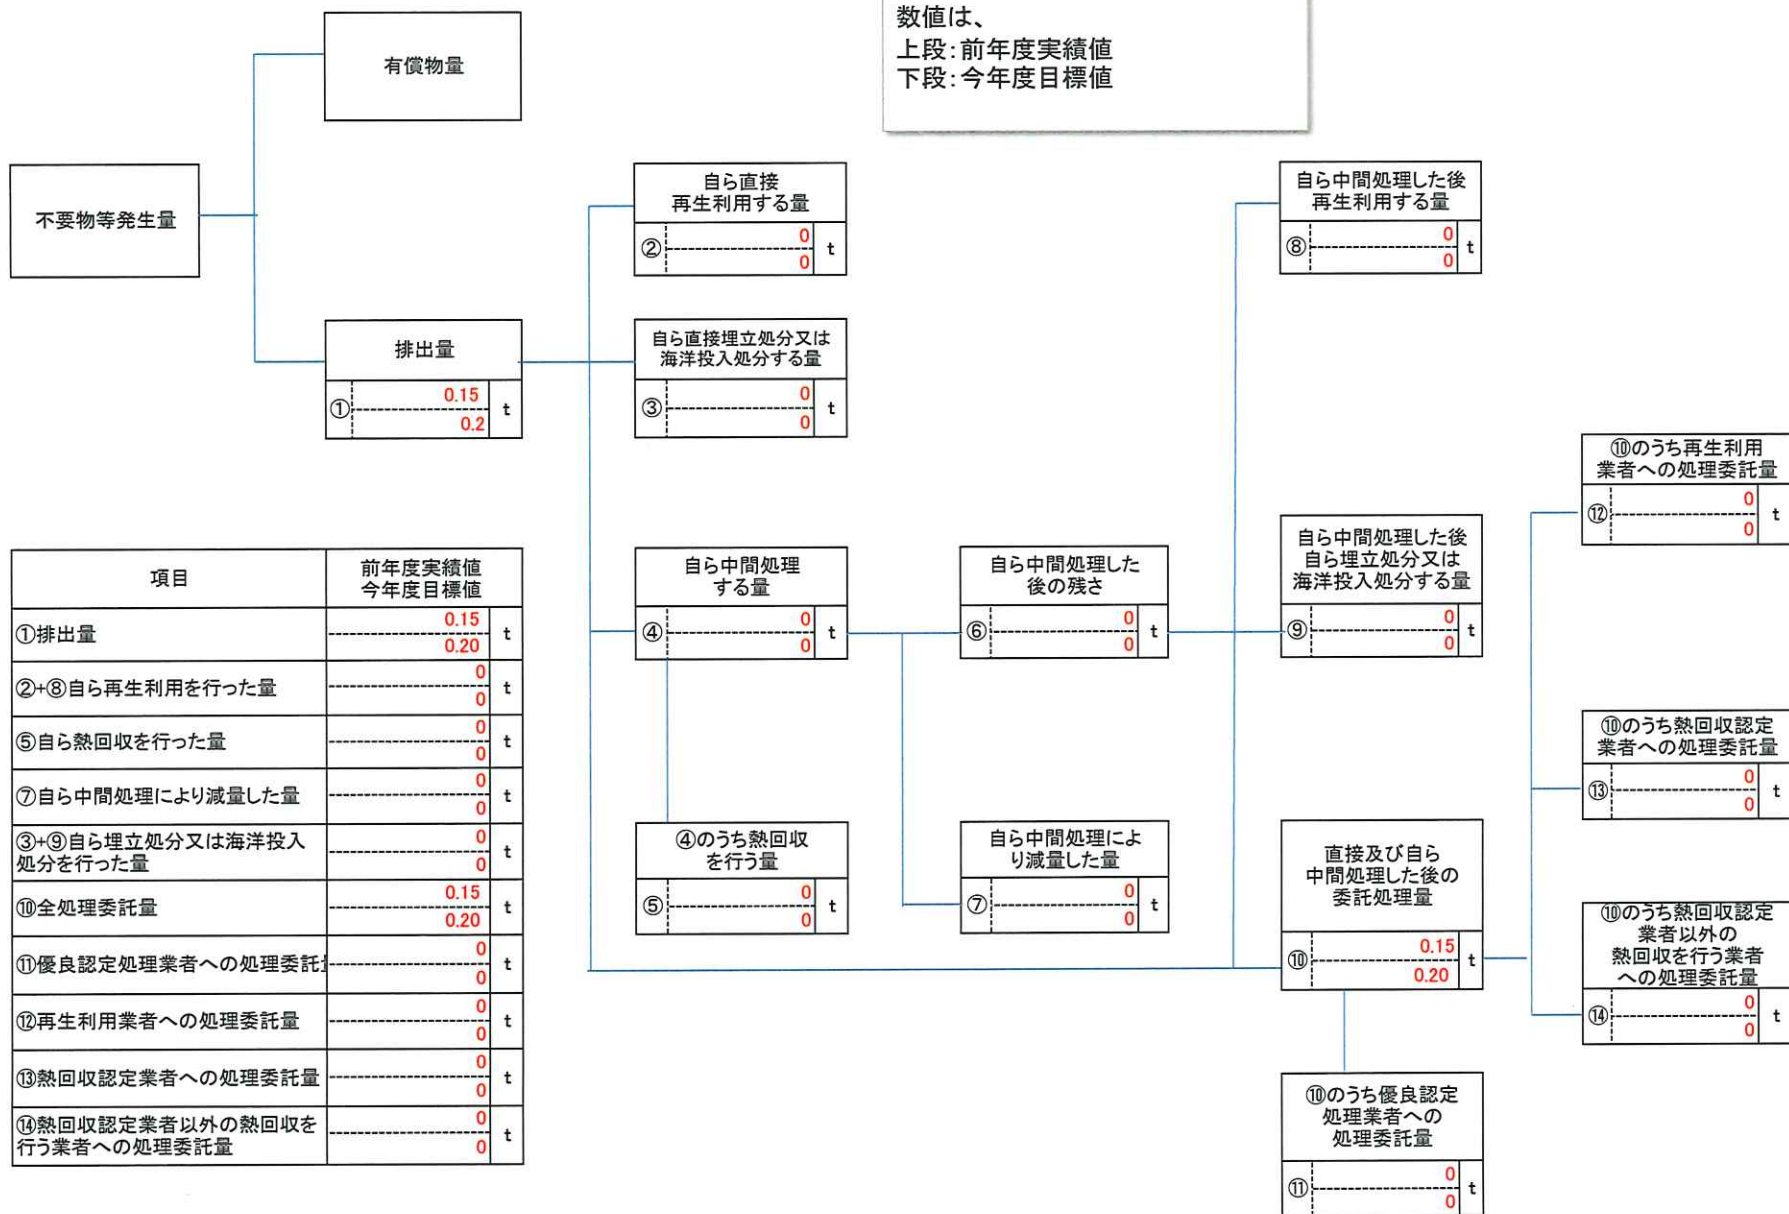 数値は、
上段：前年度実績値
下段：今年度目標値
有償物量
不要物等発生量
排出量
①
0.15
0.2
t
自ら直接
再生利用する量
②
0
0
t
自ら直接埋立処分又は
海洋投入処分する量
③
0
0
t
自ら中間処理
する量
④
0
0
t
④のうち熱回収
を行う量
⑤
0
0
t
自ら中間処理した
後の残さ
⑥
0
0
t
自ら中間処理によ
り減量した量
⑦
0
0
t
自ら中間処理した後
再生利用する量
⑧
0
0
t
自ら中間処理した後
自ら埋立処分又は
海洋投入処分する量
⑨
0
0
t
直接及び自ら
中間処理した後の
委託処理量
⑩
0.15
0.20
t
⑩のうち優良認定
処理業者への
処理委託量
⑪
0
0
t
⑩のうち再生利用
業者への処理委託量
⑫
0
0
t
⑩のうち熱回収認定
業者への処理委託量
⑬
0
0
t
⑩のうち熱回収認定
業者以外の
熱回収を行う業者
への処理委託量
⑭
0
0
t
項目
前年度実績値
今年度目標値
①排出量
0.15
0.20
t
②+⑧自ら再生利用を行った量
0
0
t
⑤自ら熱回収を行った量
0
0
t
⑦自ら中間処理により減量した量
0
0
t
③+⑨自ら埋立処分又は海洋投入
処分を行った量
0
0
t
⑩全処理委託量
0.15
0.20
t
⑪優良認定処理業者への処理委託
0
0
t
⑫再生利用業者への処理委託量
0
0
t
⑬熱回収認定業者への処理委託量
0
0
t
⑭熱回収認定業者以外の熱回収を
行う業者への処理委託量
0
0
t